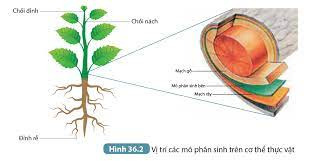 Chồi đỉnh
Chồi nách
Mạch gỗ
Mô phân sinh bên
Mạch rây
Đỉnh rễ
Hình 36.2 Vị trí các mô phân sinh trên cơ thể thực vật